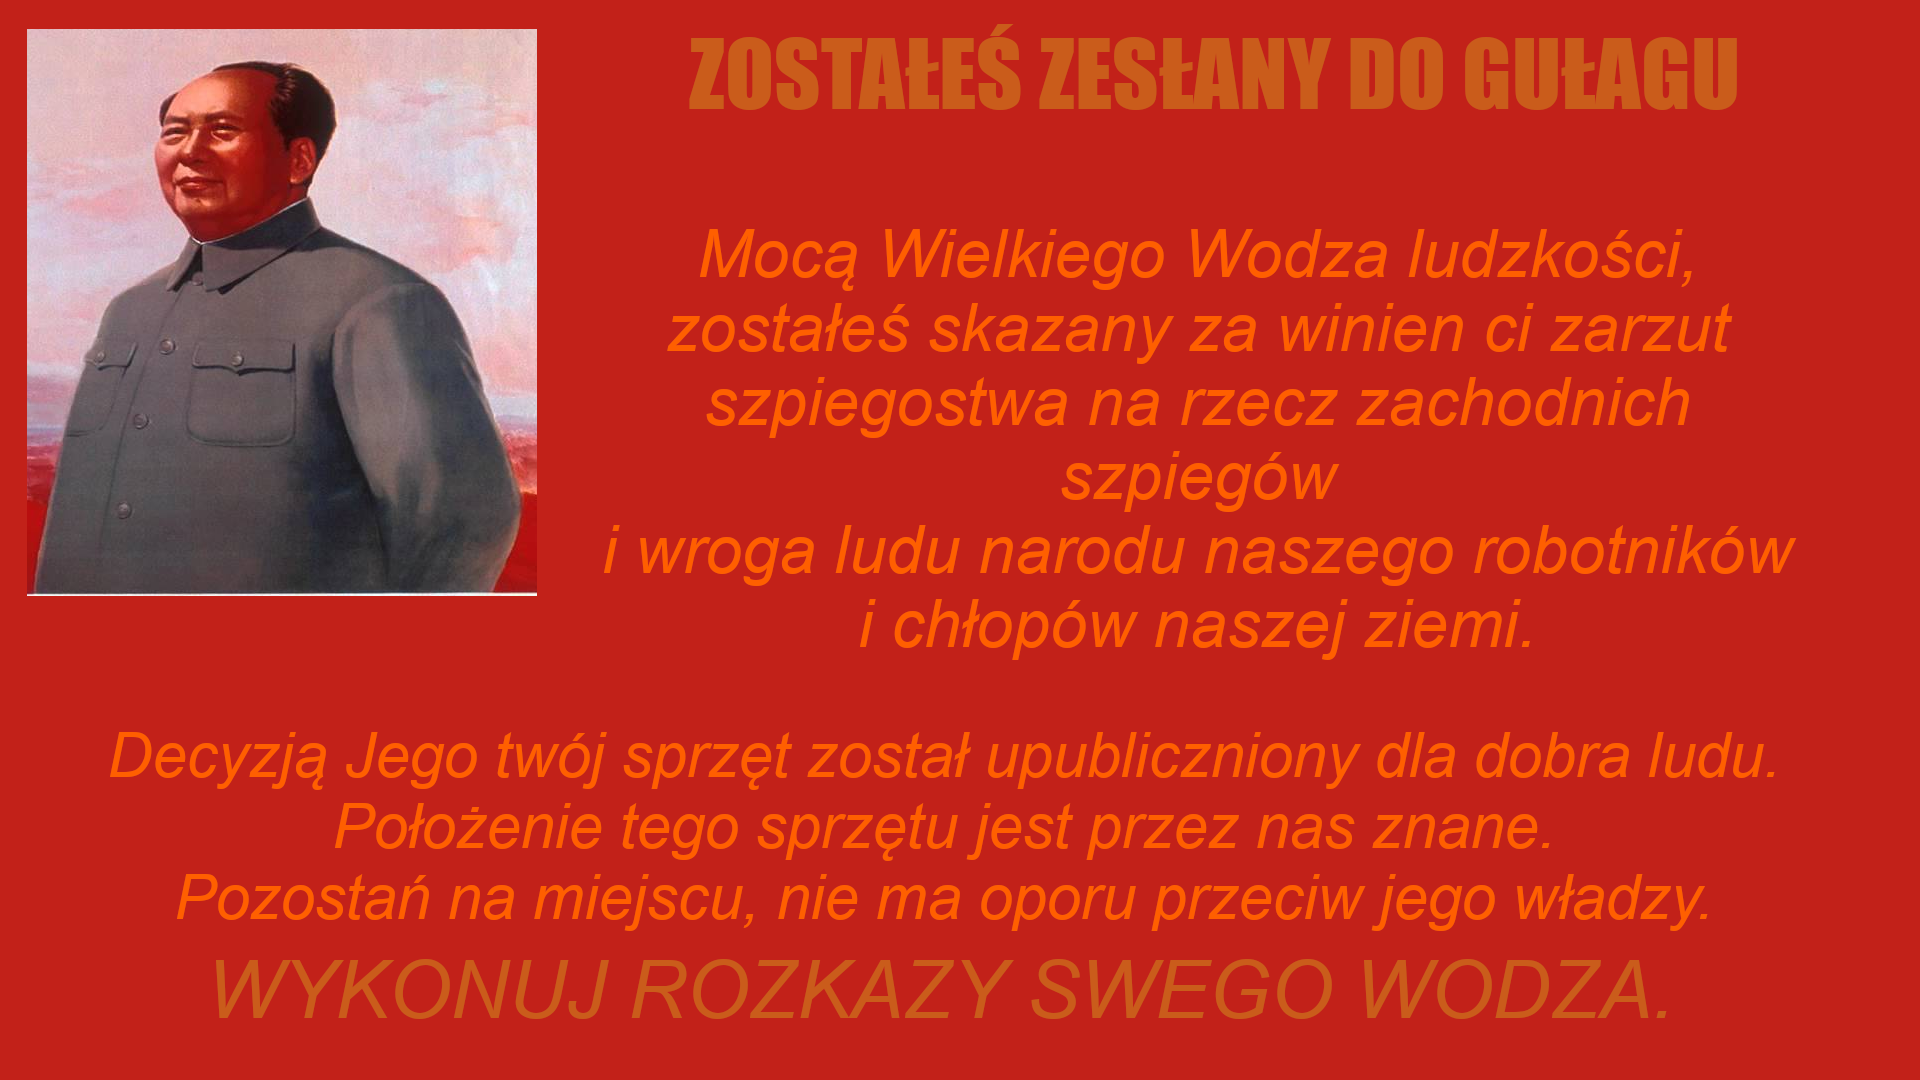 ZOSTAŁEŚ ZESŁANY DO GUŁAGU
Mocą Wielkiego Wodza ludzkości,
zostałeś skazany za winien ci zarzut
szpiegostwa na rzecz zachodnich
szpiegów
i wroga ludu narodu naszego robotników
i chłopów naszej ziemi.
Decyzją Jego twój sprzęt został upubliczniony dla dobra ludu.
Położenie tego sprzętu jest przez nas znane.
Pozostań na miejscu, nie ma oporu przeciw jego władzy.
WYKONUJ ROZKAZY SWEGO WODZA.